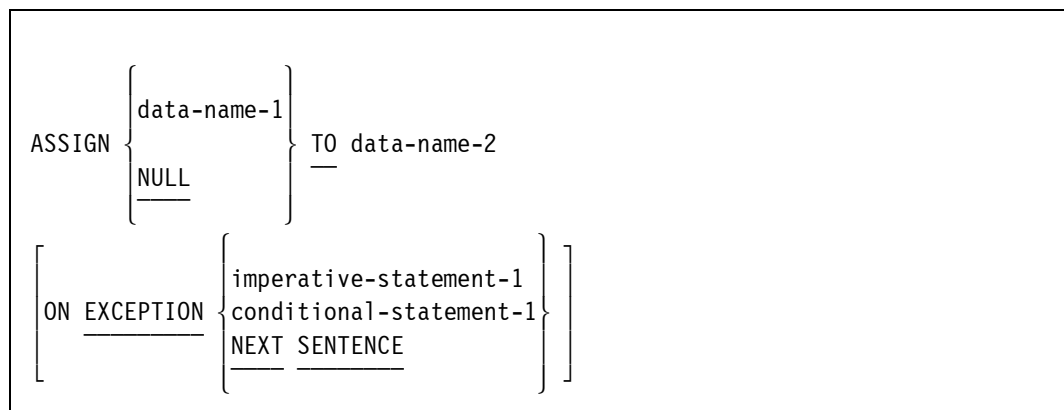 data-name-1
ASSIGN TO data-name-2
NULL
imperative-statement-1
ON EXCEPTION conditional-statement-1
NEXT SENTENCE